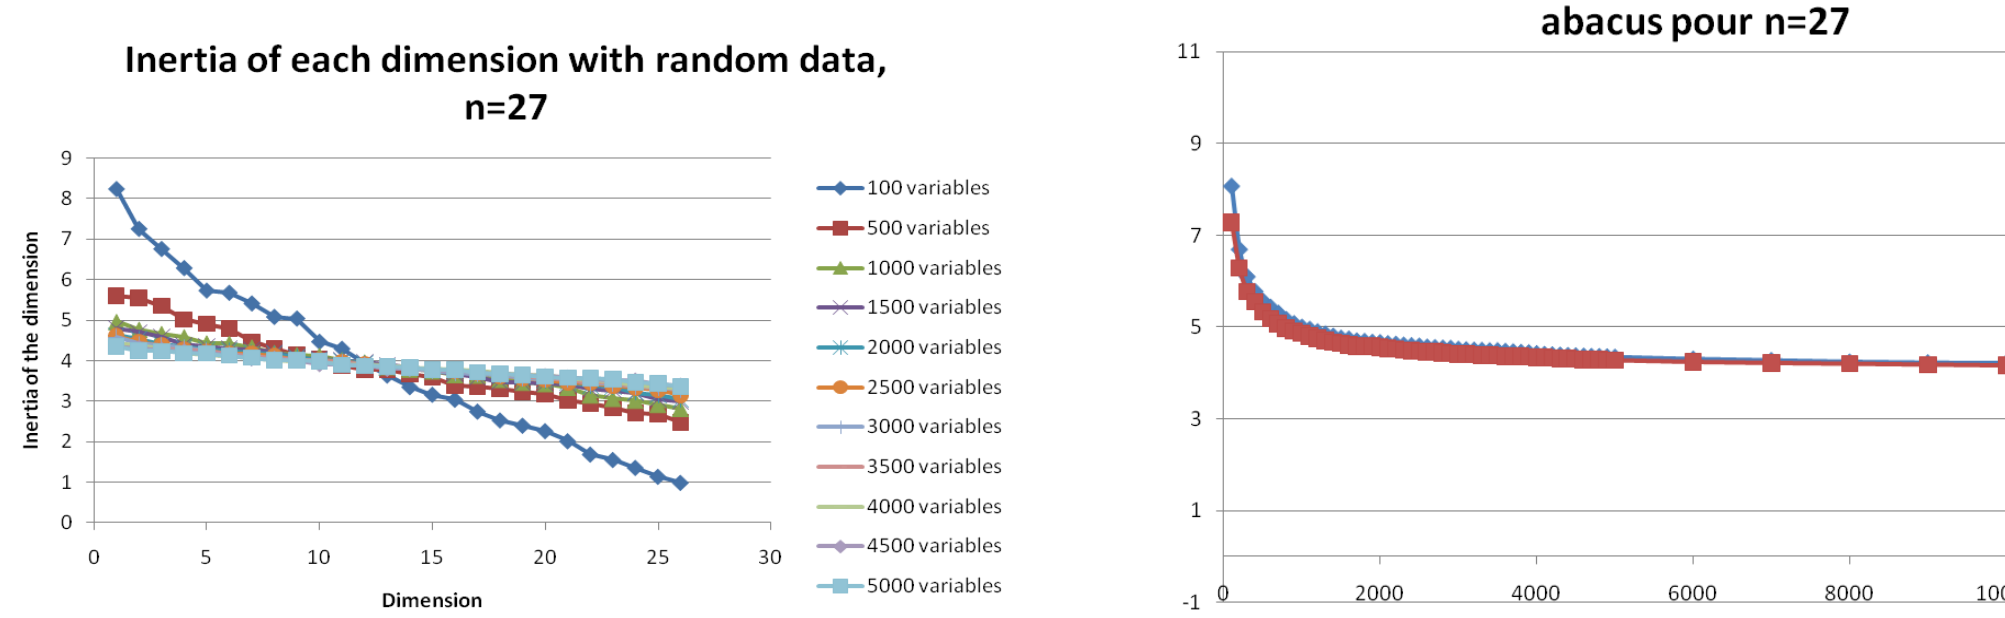 Inertia of each dimension with random data,
n=27
Inertia of the dimension
9
8
7
6
5
4
3
2
1
0
0 5 10 15 20 25 30
Dimension
100 variables
500 variables
1000 variables
1500 variables
2000 variables
2500 variables
3000 variables
3500 variables
4000 variables
4500 variables
5000 variables
abacus pour n=27
11
9
7
5
3
1
-1
0 2000 4000 6000 8000